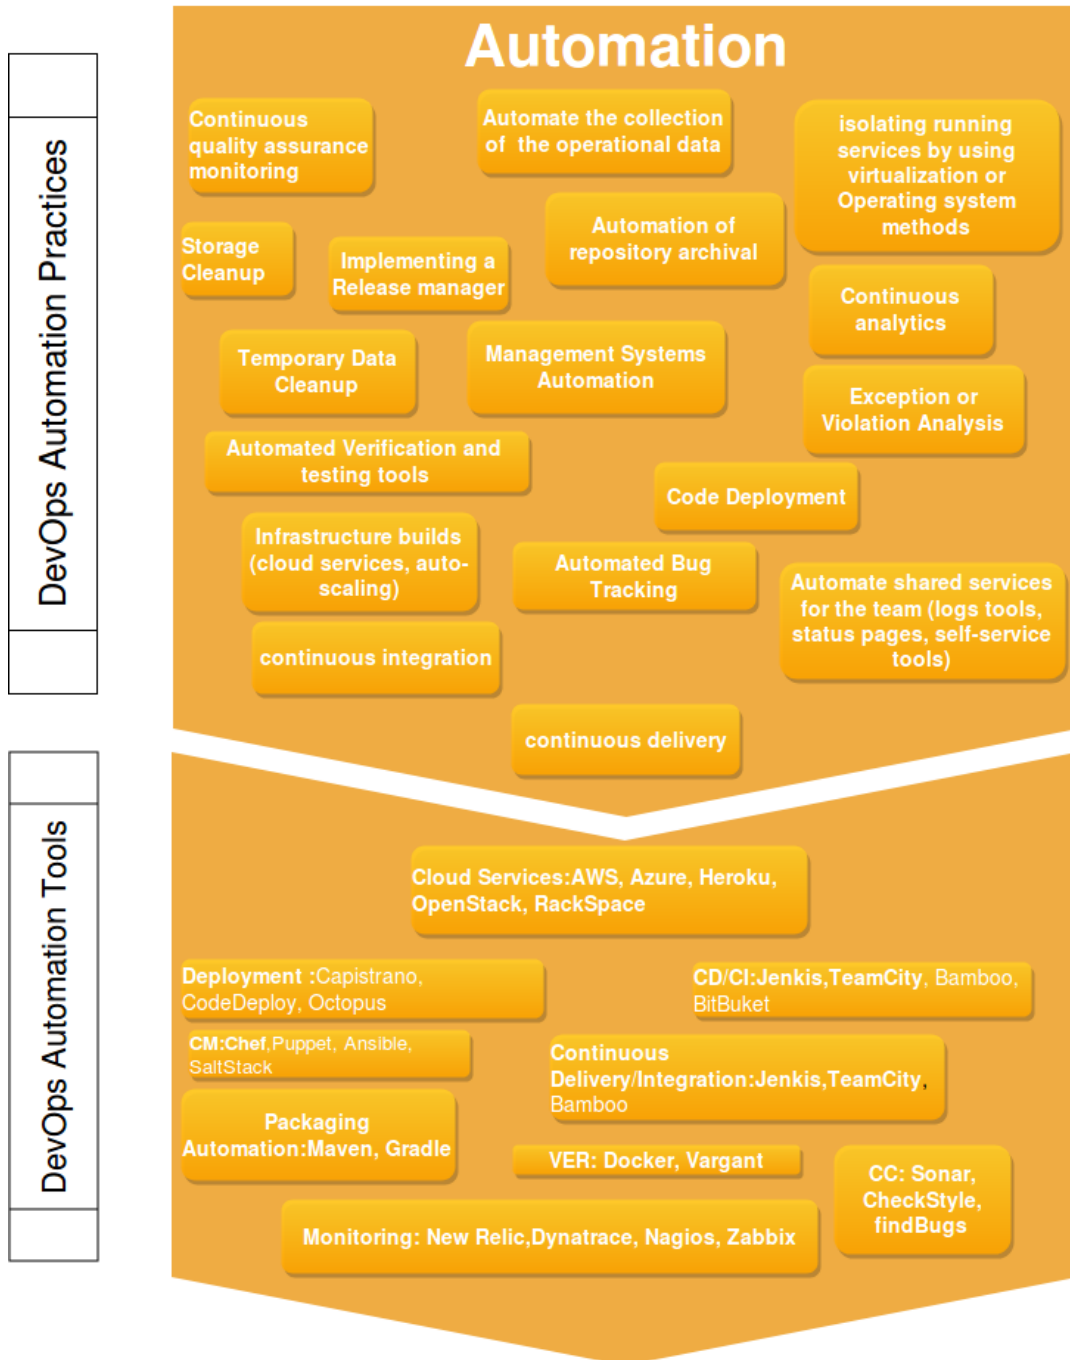 Automation
DevOps Automation Practices
Continuous
quality assurance
monitoring
Automate the collection
of the operational data
isolating running
services by using
virtualization or
Operating system
methods
Storage
Cleanup
Implementing a
Release manager
Automation of
repository archival
Continuous
analytics
Temporary Data
Cleanup
Management Systems
Automation
Exception or
Violation Analysis
Automated Verification and
testing tools
Code Deployment
Infrastructure builds
(cloud services, auto-
scaling)
Automated Bug
Tracking
Automate shared services
for the team (logs tools,
status pages, self-service
tools)
continuous integration
continuous delivery
DevOps Automation Tools
Cloud Services:AWS, Azure, Heroku,
OpenStack, RackSpace
Deployment :Capistrano,
CodeDeploy, Octopus
CD/CI:Jenkis,TeamCity, Bamboo,
BitBuket
CM:Chef,Puppet, Ansible,
SaltStack
Continuous
Delivery/Integration:Jenkis,TeamCity,
Bamboo
Packaging
Automation:Maven, Gradle
VER: Docker, Vargant
CC: Sonar,
CheckStyle,
findBugs
Monitoring: New Relic,Dynatrace, Nagios, Zabbix